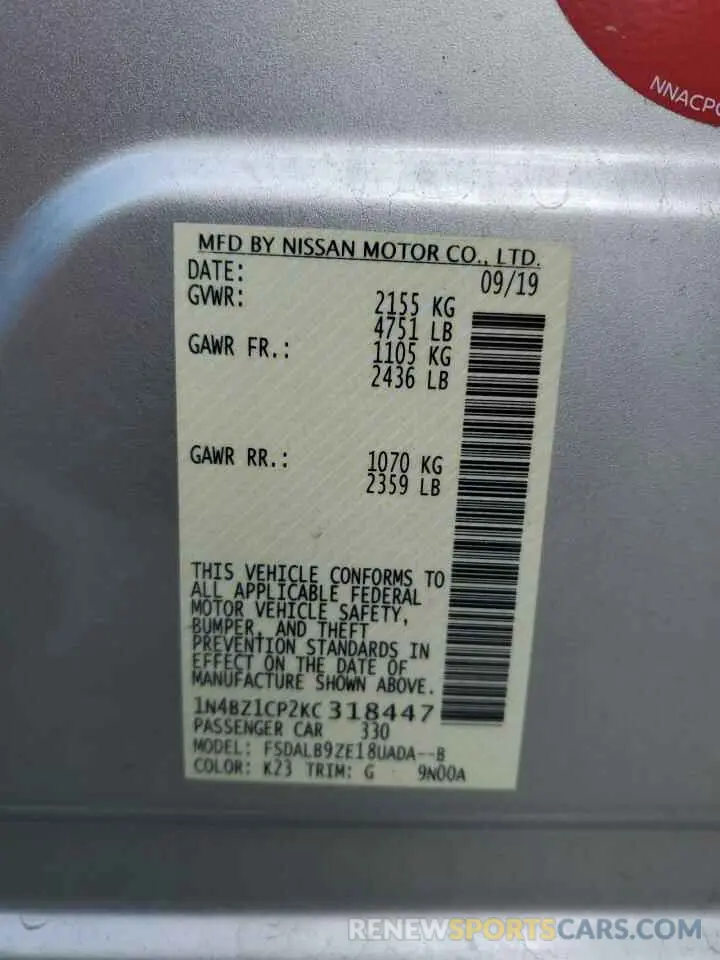 NNACPC
MFD BY NISSAN MOTOR CO., LTD.
DATE: 09/19
GVWR: 2155 KG
4751 LB
GAWR FR.: 1105 KG
2436 LB
GAWR RR.: 1070 KG
2359 LB
THIS VEHICLE CONFORMS TO
ALL APPLICABLE FEDERAL
MOTOR VEHICLE SAFETY,
BUMPER, AND THEFT
PREVENTION STANDARDS IN
EFFECT ON THE DATE OF
MANUFACTURE SHOWN ABOVE.
1N4BZ1CP2KC318447
PASSENGER CAR 330
MODEL: FSDALB9ZE18UADA--B
COLOR: K23 TRIM: G 9N00A
RENEWSPORTSCARS.COM